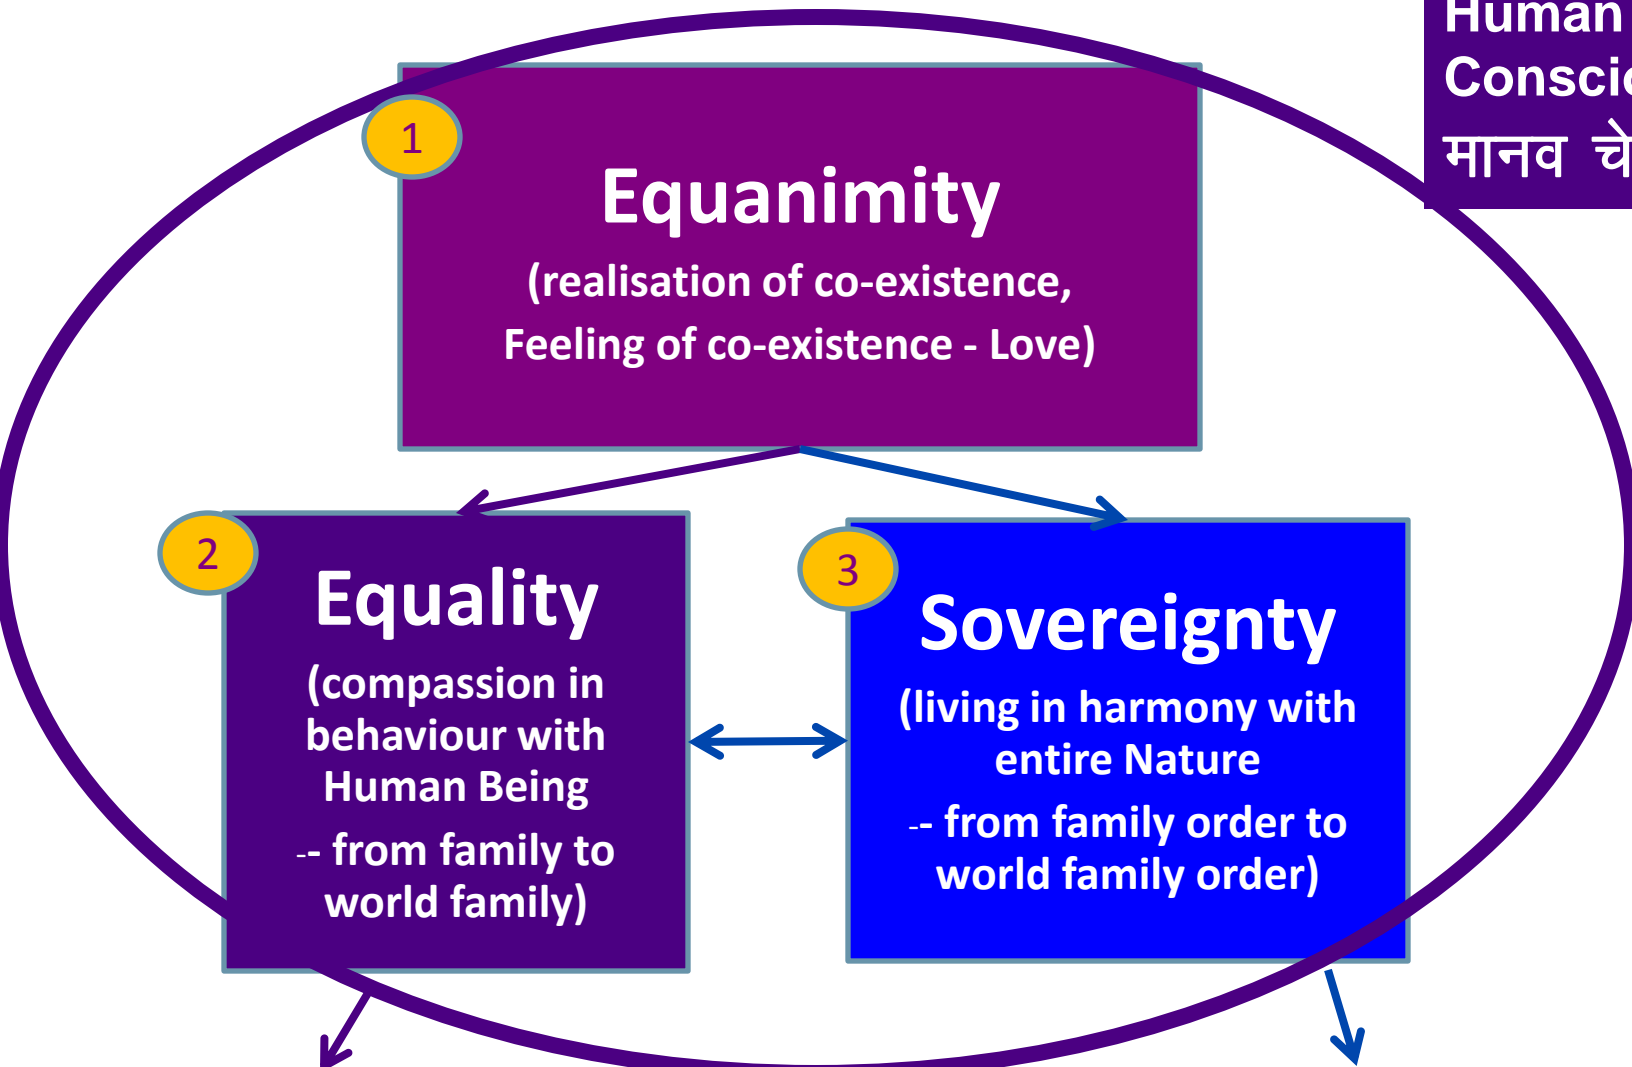 Human
मानव
1
Equanimity
(realisation of co-existence,
Feeling of co-existence - Love)
2
Equality
(compassion in
behaviour with
Human Being
-- from family to
world family)
3
Sovereignty
(living in harmony with
entire Nature
-- from family order to
world family order)